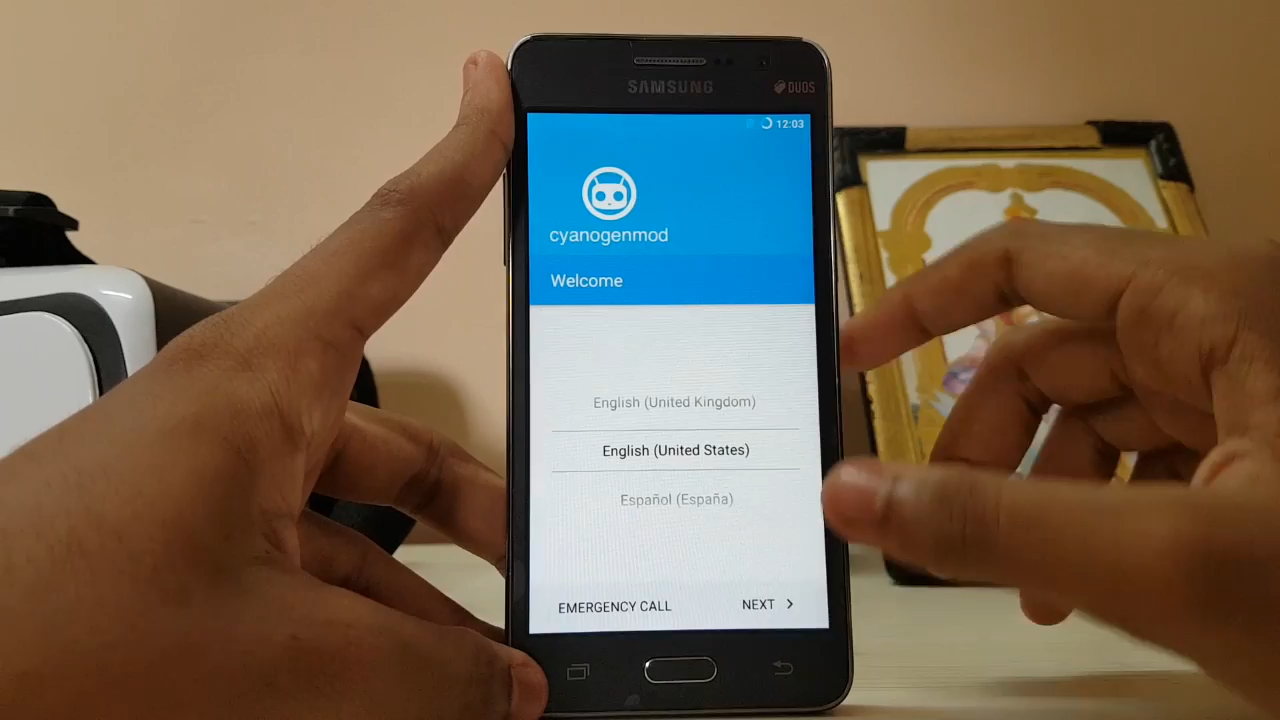 SAMSUNG
DUOS
12:03
cyanogenmod
Welcome
English (United Kingdom)
English (United States)
Español (España)
EMERGENCY CALL
NEXT